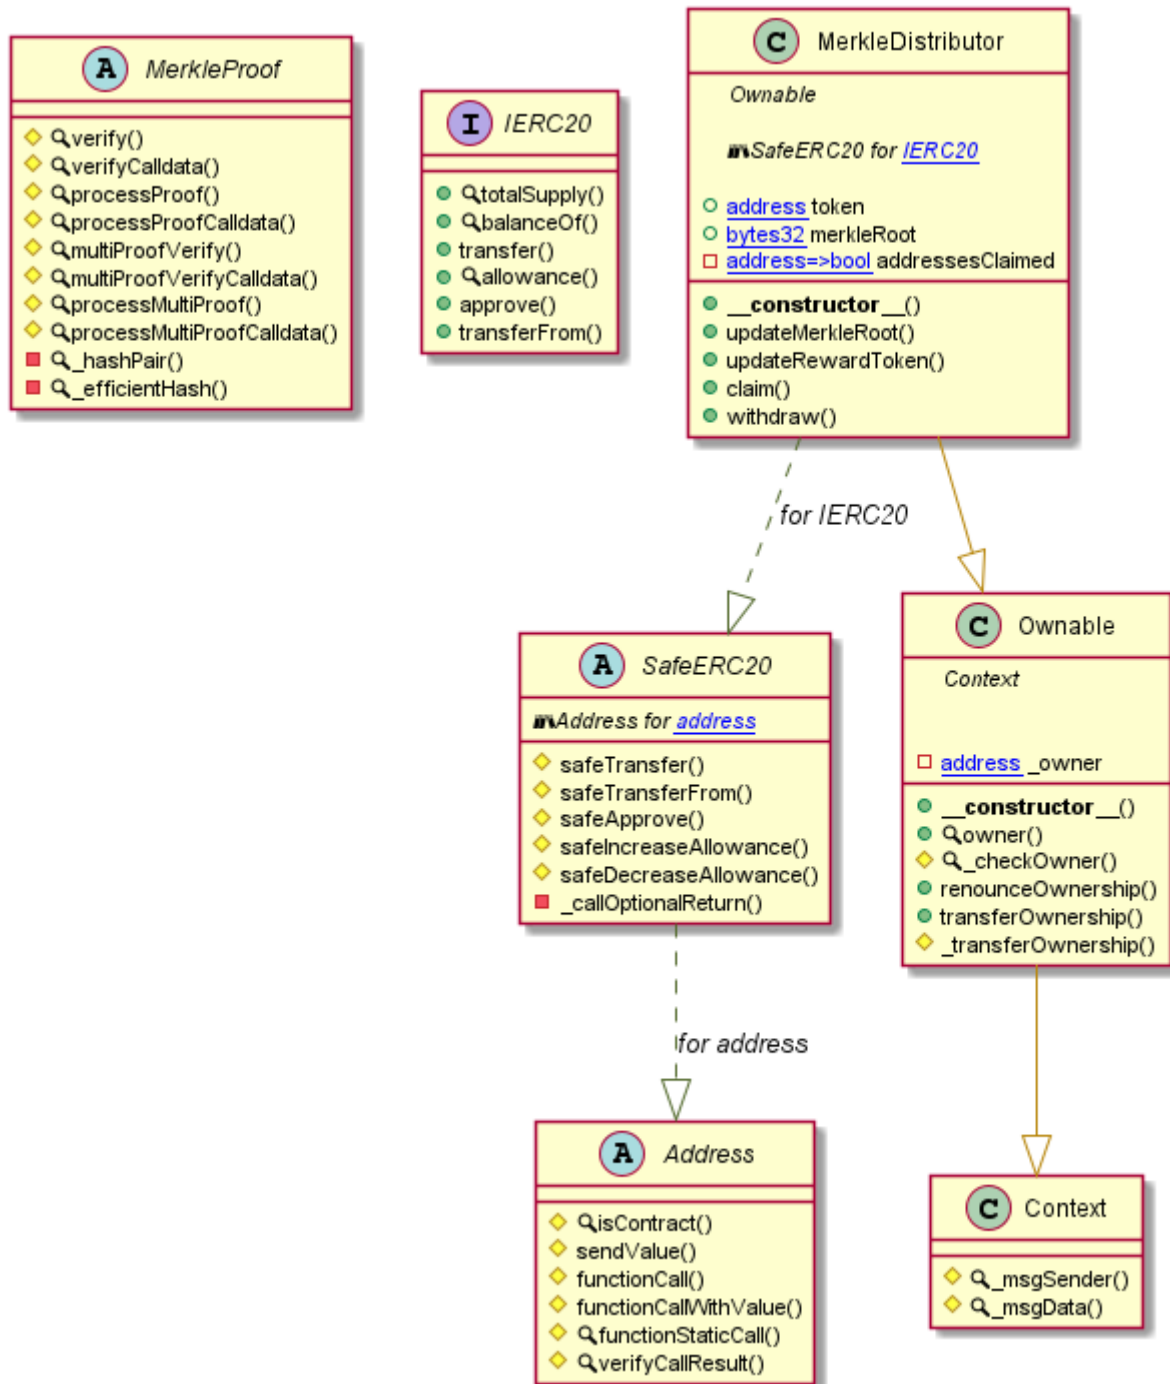 A MerkleProof
verify()
verifyCalldata()
processProof()
processProofCalldata()
multiProofVerify()
multiProofVerifyCalldata()
processMultiProof()
processMultiProofCalldata()
_hashPair()
_efficientHash()
I IERC20
totalSupply()
balanceOf()
transfer()
allowance()
approve()
transferFrom()
C MerkleDistributor
Ownable
SafeERC20 for IERC20
address token
bytes32 merkleRoot
address=>bool addressesClaimed
__constructor__()
updateMerkleRoot()
updateRewardToken()
claim()
withdraw()
for IERC20
A SafeERC20
Address for address
safeTransfer()
safeTransferFrom()
safeApprove()
safeIncreaseAllowance()
safeDecreaseAllowance()
_callOptionalReturn()
C Ownable
Context
address _owner
__constructor__()
owner()
_checkOwner()
renounceOwnership()
transferOwnership()
_transferOwnership()
for address
A Address
isContract()
sendValue()
functionCall()
functionCallWithValue()
functionStaticCall()
verifyCallResult()
C Context
_msgSender()
_msgData()